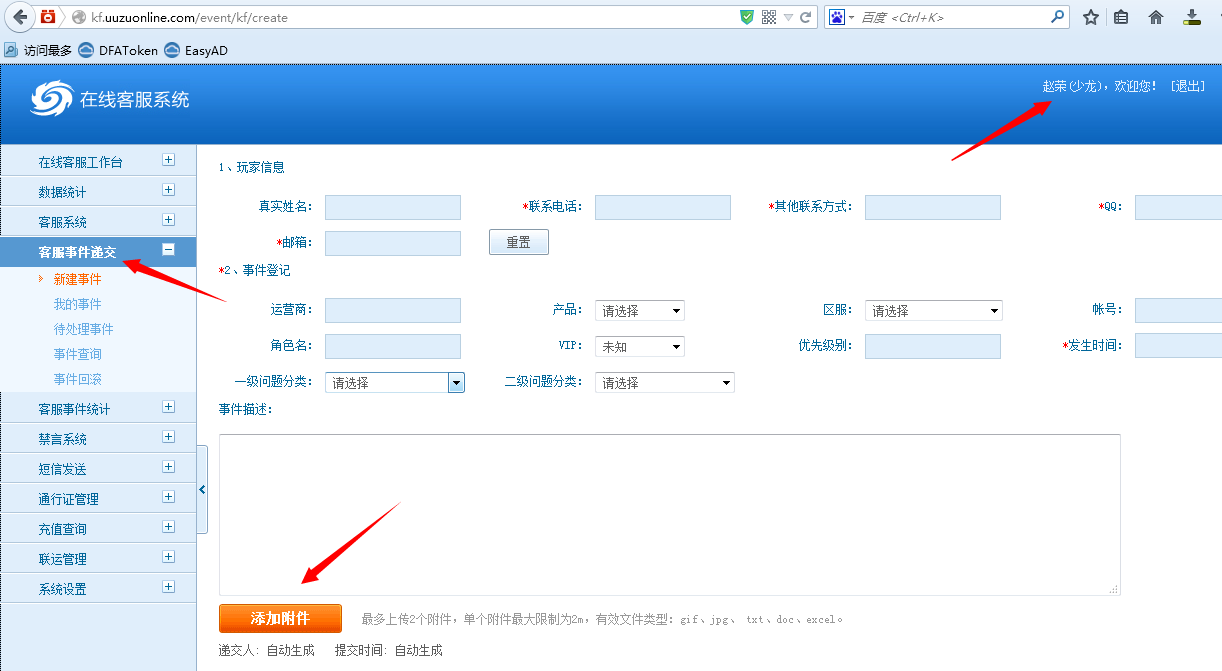 kf.uuzuonline.com/event/kf/create
百度 <Ctrl+K>
访问最多 DFAToken EasyAD
在线客服系统
赵荣(少龙)，欢迎您！ [退出]
在线客服工作台
数据统计
客服系统
客服事件递交
新建事件
我的事件
待处理事件
事件查询
事件回滚
客服事件统计
禁言系统
短信发送
通行证管理
充值查询
联运管理
系统设置
1、玩家信息
真实姓名： *联系电话： *其他联系方式： *QQ：
*邮箱： 重置
*2、事件登记
运营商： 产品： 请选择 区服： 请选择 帐号：
角色名： VIP： 未知 优先级别： *发生时间：
一级问题分类： 请选择 二级问题分类： 请选择
事件描述：
添加附件 最多上传2个附件，单个附件最大限制为2m，有效文件类型：gif、jpg、 txt、doc、excel。
递交人： 自动生成 提交时间： 自动生成